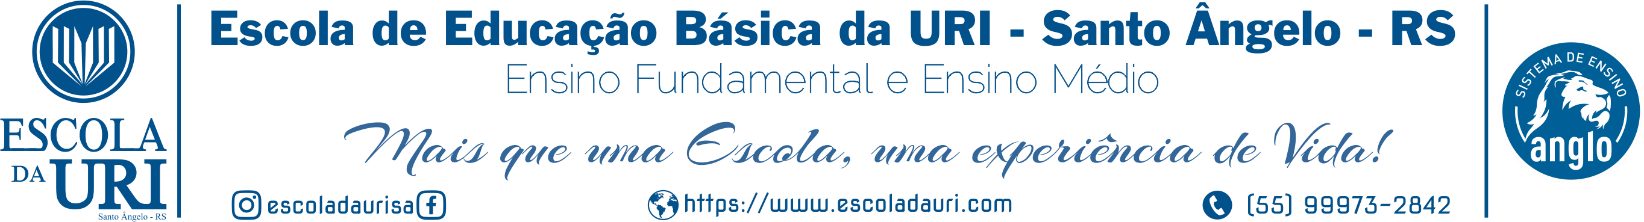 ESCOLA
DA URI
Santo Ângelo - RS
Escola de Educação Básica da URI - Santo Ângelo - RS
Ensino Fundamental e Ensino Médio
Mais que uma Escola, uma experiência de Vida!
escoladaurisa
https://www.escoladauri.com
(55) 99973-2842
SISTEMA DE ENSINO
anglo